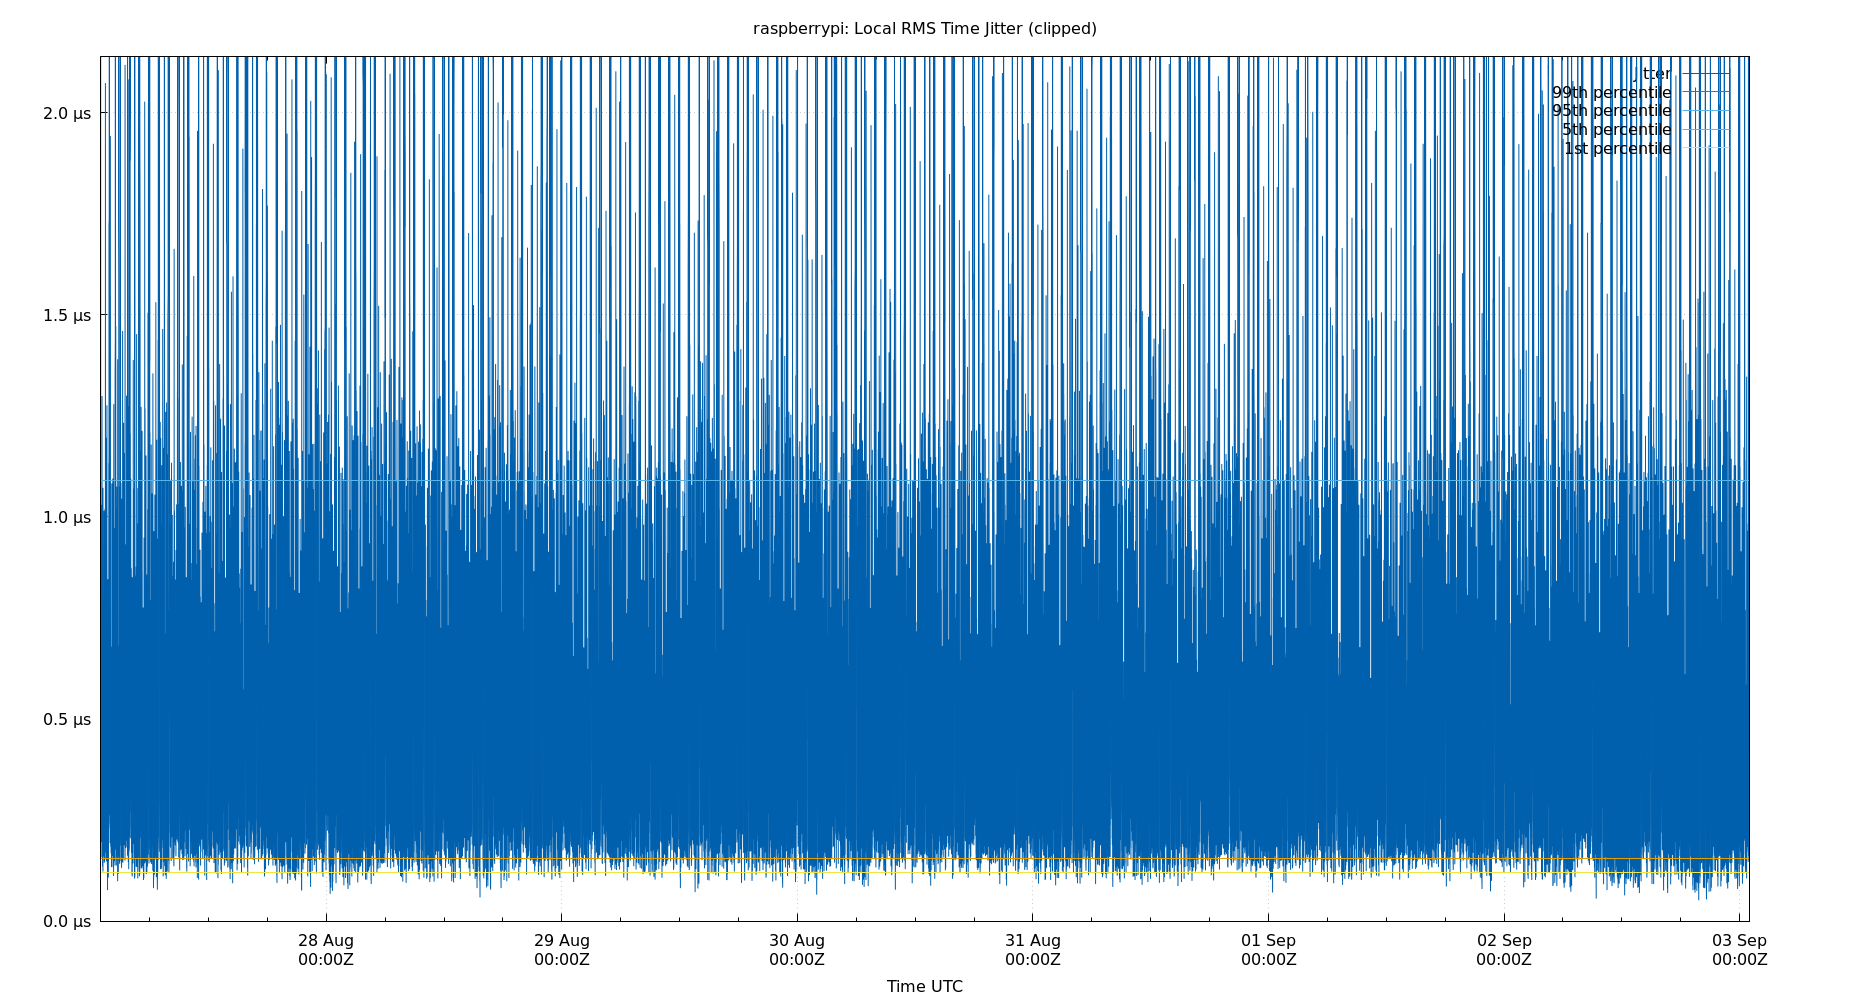 raspberrypi: Local RMS Time Jitter (clipped)
jitter
99th percentile
2.0 µs
95th percentile
5th percentile
1st percentile
1.5 µs
1.0 µs
0.5 µs
0.0 µs
28 Aug 29 Aug 30 Aug 31 Aug 01 Sep 02 Sep 03 Sep
00:00Z 00:00Z 00:00Z 00:00Z 00:00Z 00:00Z 00:00Z
Time UTC